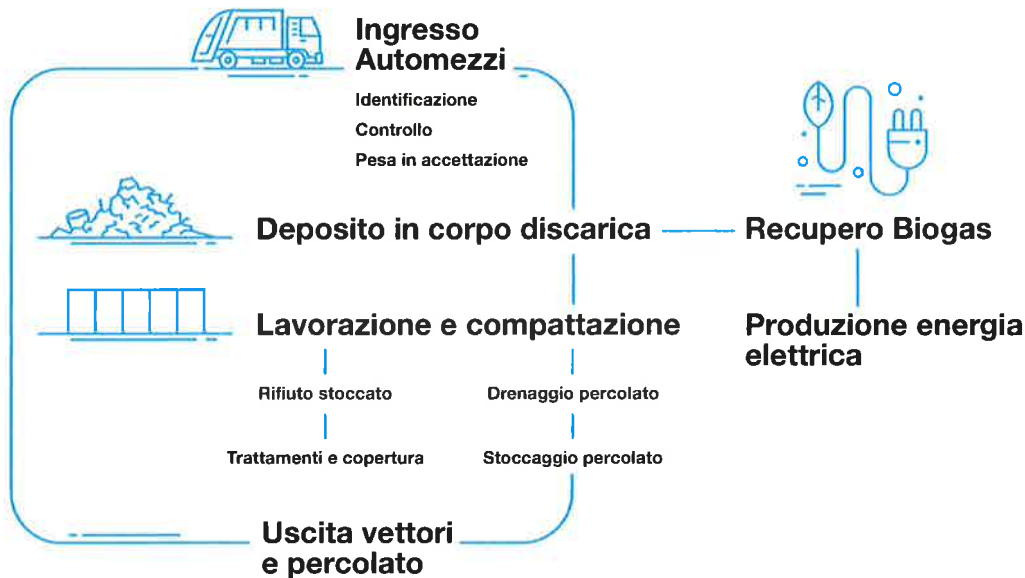 Ingresso
Automezzi
Identificazione
Controllo
Pesa in accettazione
Deposito in corpo discarica
Recupero Biogas
Lavorazione e compattazione
Produzione energia
elettrica
Rifiuto stoccato
Drenaggio percolato
Trattamenti e copertura
Stoccaggio percolato
Uscita vettori
e percolato